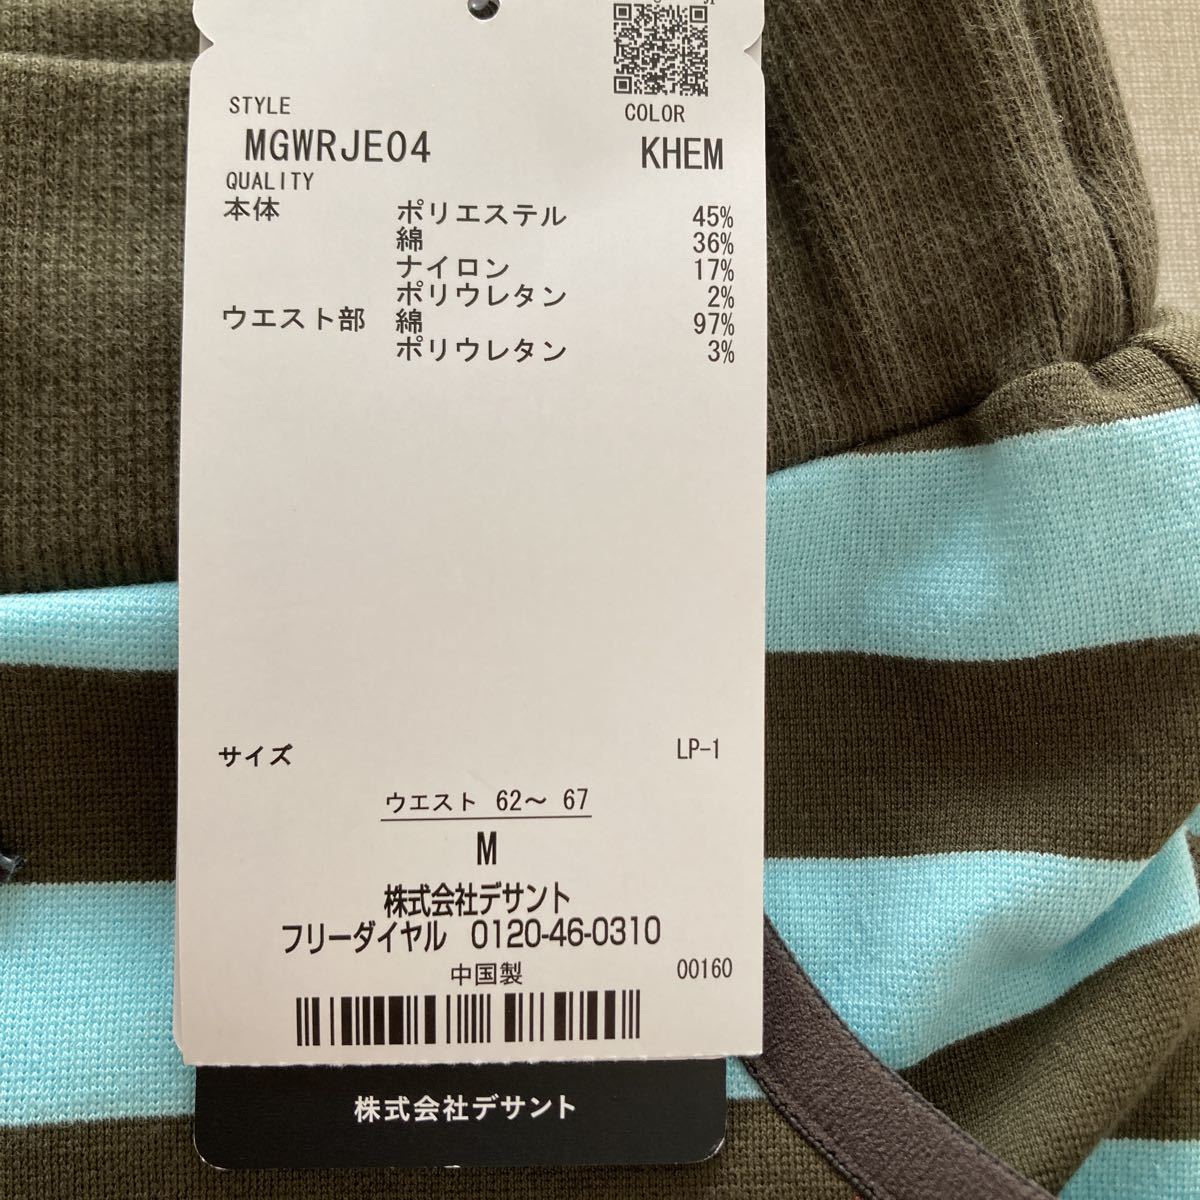 STYLE COLOR
MGWRJE04 KHEM
QUALITY
本体 ポリエステル 45%
綿 36%
ナイロン 17%
ポリウレタン 2%
ウエスト部 綿 97%
ポリウレタン 3%
サイズ LP-1
ウエスト 62～ 67
M
株式会社デサント
フリーダイヤル 0120-46-0310
中国製 00160
株式会社デサント